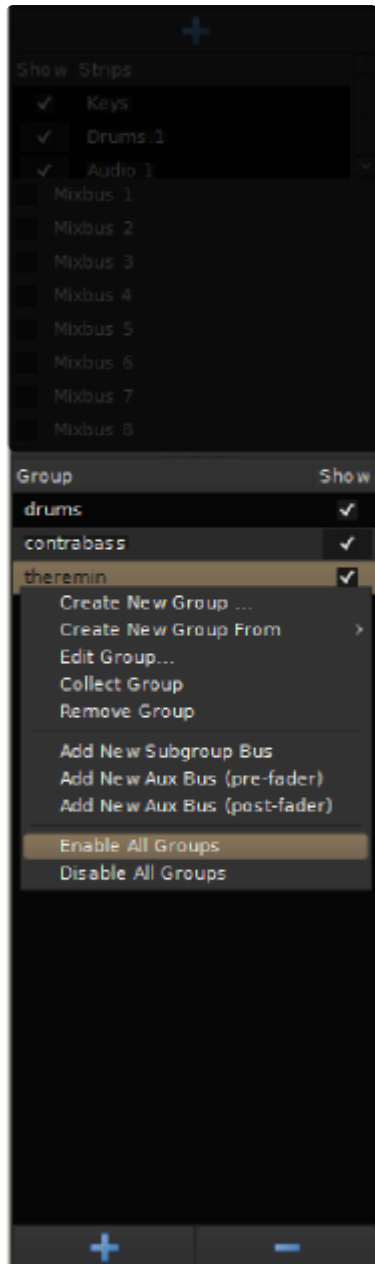 Show Strips
Keys
Drums 1
Audio 1
Mixbus 1
Mixbus 2
Mixbus 3
Mixbus 4
Mixbus 5
Mixbus 6
Mixbus 7
Mixbus 8
Group Show
drums
contrabass
theremin
Create New Group ...
Create New Group From
Edit Group...
Collect Group
Remove Group
Add New Subgroup Bus
Add New Aux Bus (pre-fader)
Add New Aux Bus (post-fader)
Enable All Groups
Disable All Groups